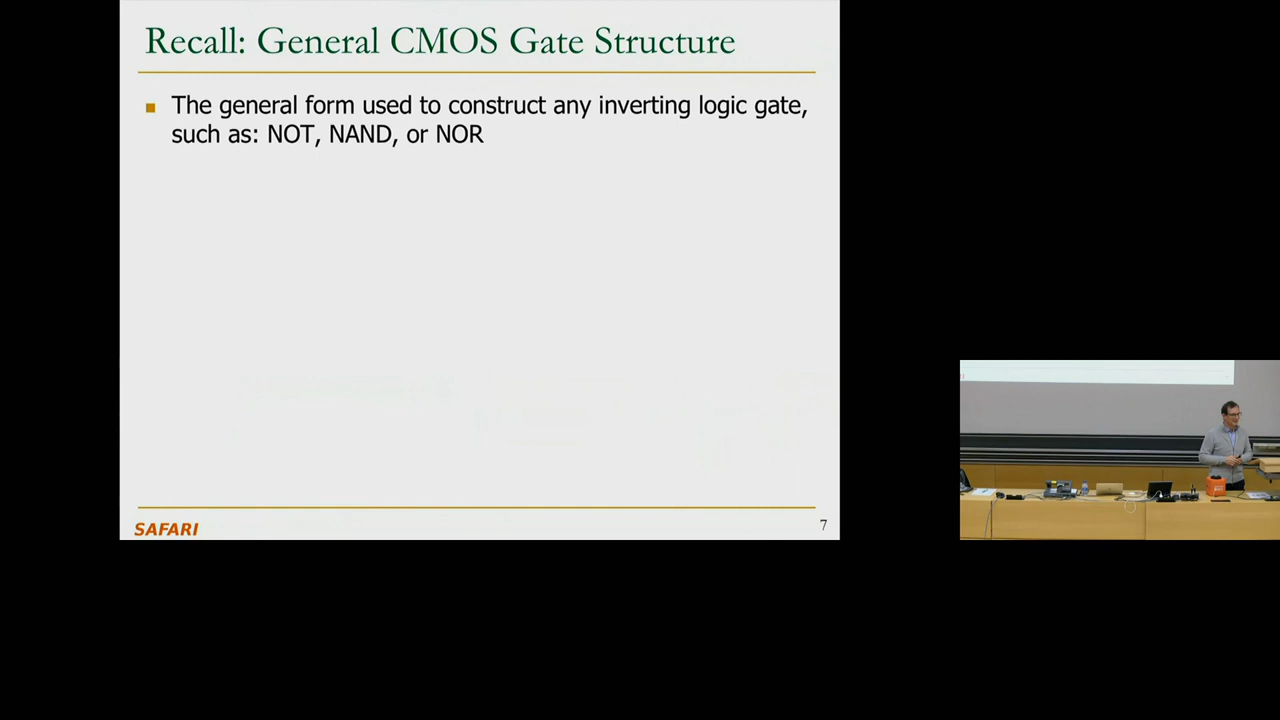 Recall: General CMOS Gate Structure
The general form used to construct any inverting logic gate,
such as: NOT, NAND, or NOR
SAFARI
7